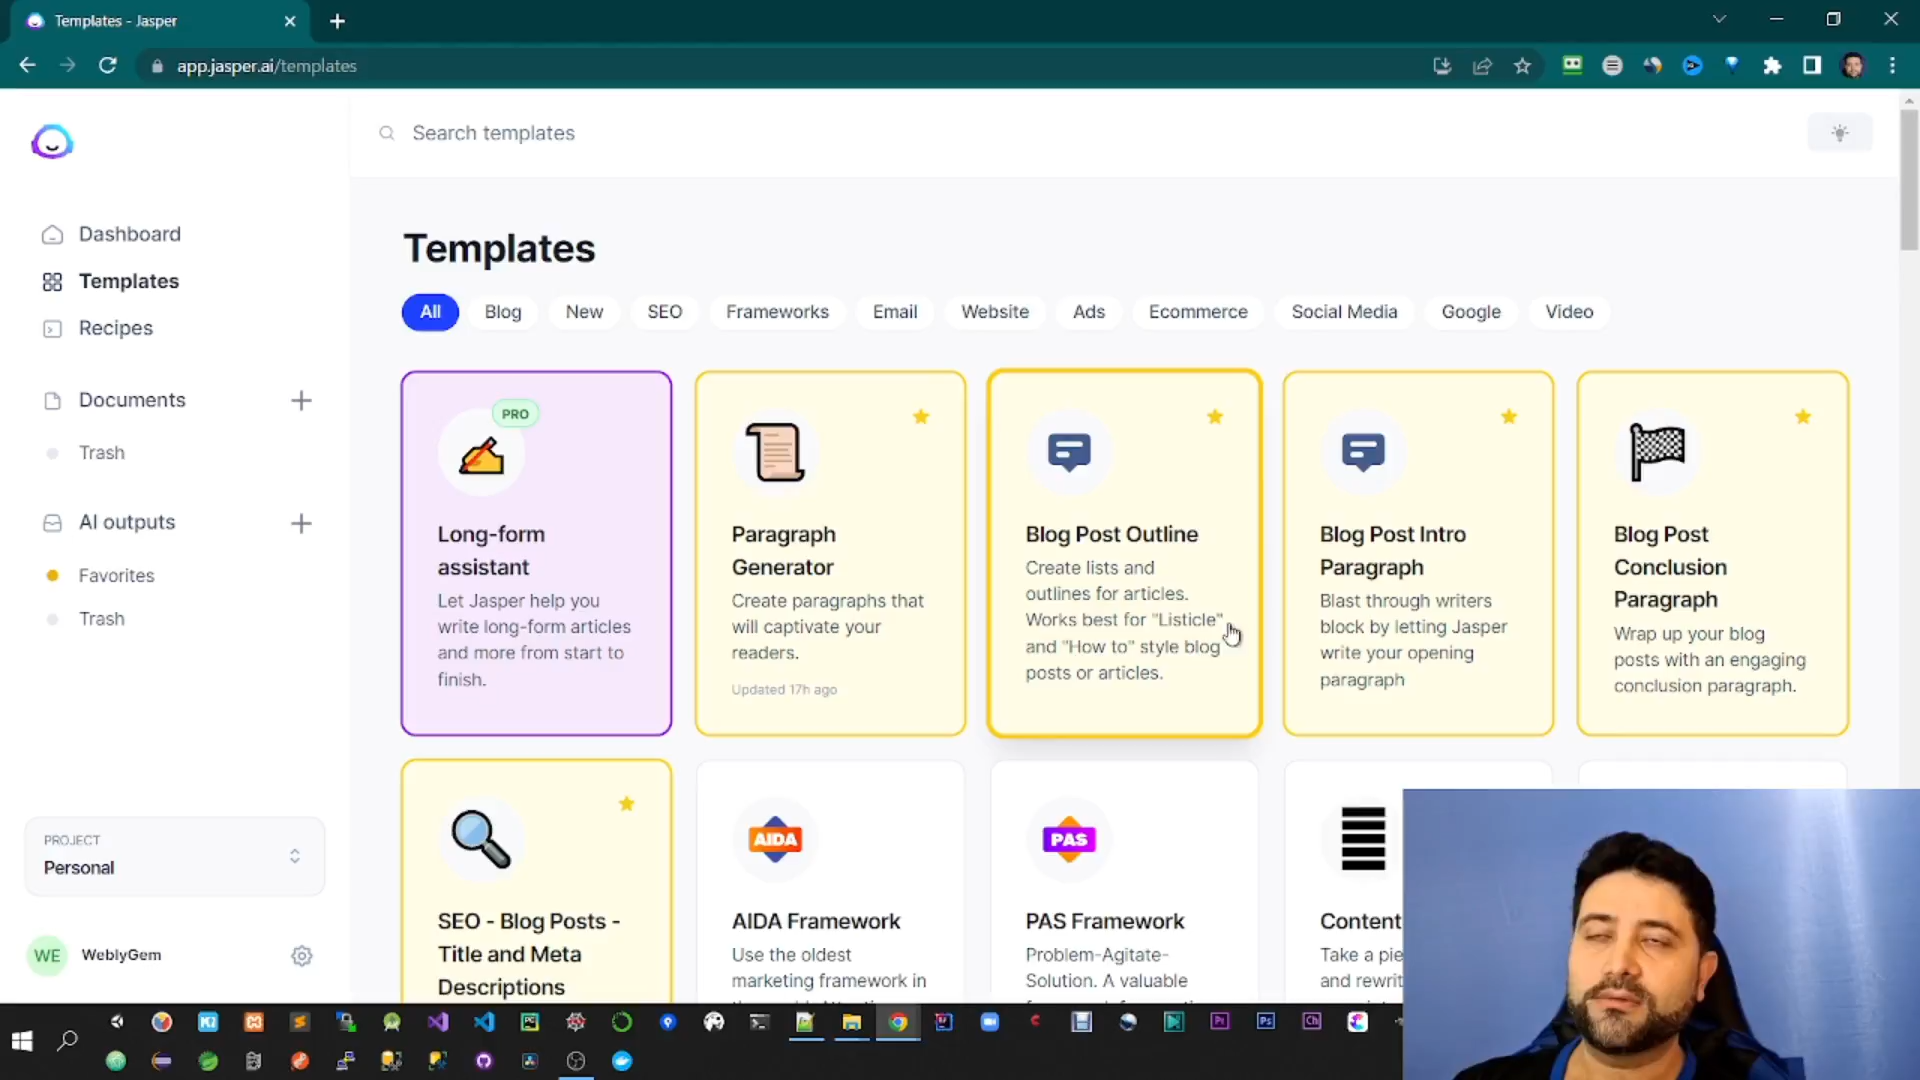 Templates - Jasper
app.jasper.ai/templates
Search templates
Dashboard
Templates
Recipes
Documents
Trash
AI outputs
Favorites
Trash
PROJECT
Personal
WE
WeblyGem
Templates
All
Blog
New
SEO
Frameworks
Email
Website
Ads
Ecommerce
Social Media
Google
Video
PRO
Long-form
assistant
Let Jasper help you
write long-form articles
and more from start to
finish.
Paragraph
Generator
Create paragraphs that
will captivate your
readers.
Updated 17h ago
Blog Post Outline
Create lists and
outlines for articles.
Works best for "Listicle"
and "How to" style blog
posts or articles.
Blog Post Intro
Paragraph
Blast through writers
block by letting Jasper
write your opening
paragraph
Blog Post
Conclusion
Paragraph
Wrap up your blog
posts with an engaging
conclusion paragraph.
SEO - Blog Posts -
Title and Meta
Descriptions
AIDA
AIDA Framework
Use the oldest
marketing framework in
PAS
PAS Framework
Problem-Agitate-
Solution. A valuable
Content
Take a pie
and rewrit